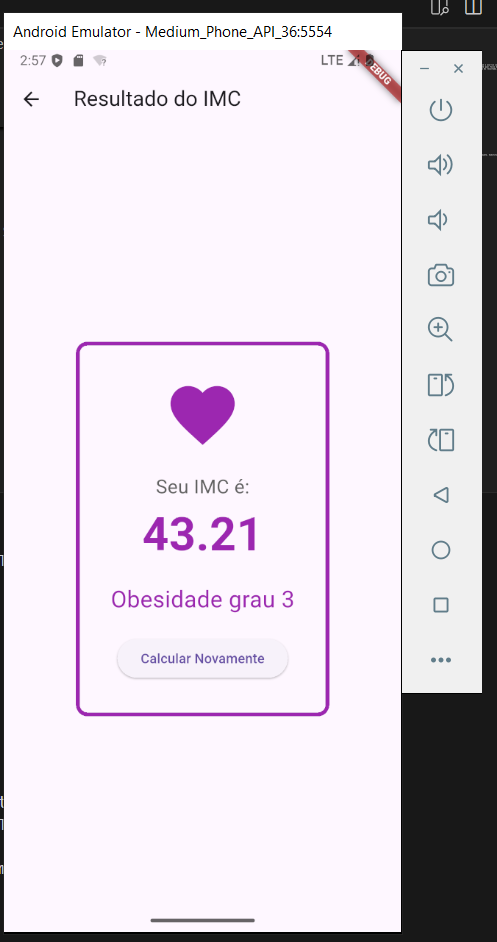 Android Emulator - Medium_Phone_API_36:5554
2:57
LTE
DEBUG
Resultado do IMC
Seu IMC é:
43.21
Obesidade grau 3
Calcular Novamente